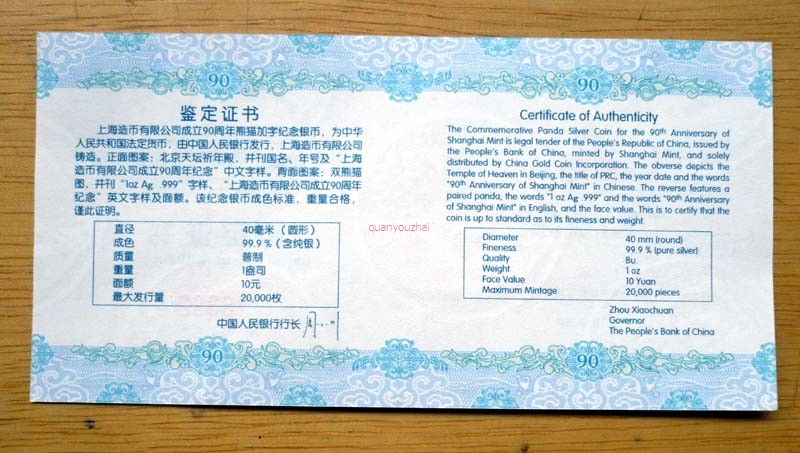 90
90
鉴定证书
上海造币有限公司成立90周年熊猫加字纪念银币，为中华
人民共和国法定货币，由中国人民银行发行，上海造币有限公司
铸造。正面图案：北京天坛祈年殿，并刊国名、年号及“上海
造币有限公司成立90周年纪念”中文字样。背面图案：双熊猫
图，并刊“1oz Ag .999”字样、“上海造币有限公司成立90周年
纪念”英文字样及面额。该纪念银币成色标准，重量合格，
谨此证明。
直径 40毫米（圆形）
成色 99.9％（含纯银）
质量 普制
重量 1盎司
面额 10元
最大发行量 20,000枚
中国人民银行行长
Certificate of Authenticity
The Commemorative Panda Silver Coin for the 90th Anniversary of
Shanghai Mint is legal tender of the People's Republic of China, issued by
the People's Bank of China, minted by Shanghai Mint, and solely
distributed by China Gold Coin Incorporation. The obverse depicts the
Temple of Heaven in Beijing, the title of PRC, the year date and the words
"90th Anniversary of Shanghai Mint" in Chinese. The reverse features a
paired panda, the words "1 oz Ag .999" and the words "90th Anniversary
of Shanghai Mint" in English, and the face value. This is to certify that the
coin is up to standard as to its fineness and weight.
Diameter 40 mm (round)
Fineness 99.9 % (pure silver)
Quality Bu.
Weight 1 oz
Face Value 10 Yuan
Maximum Mintage 20,000 pieces
Zhou Xiaochuan
Governor
The People's Bank of China
quanyouzhai
90
90